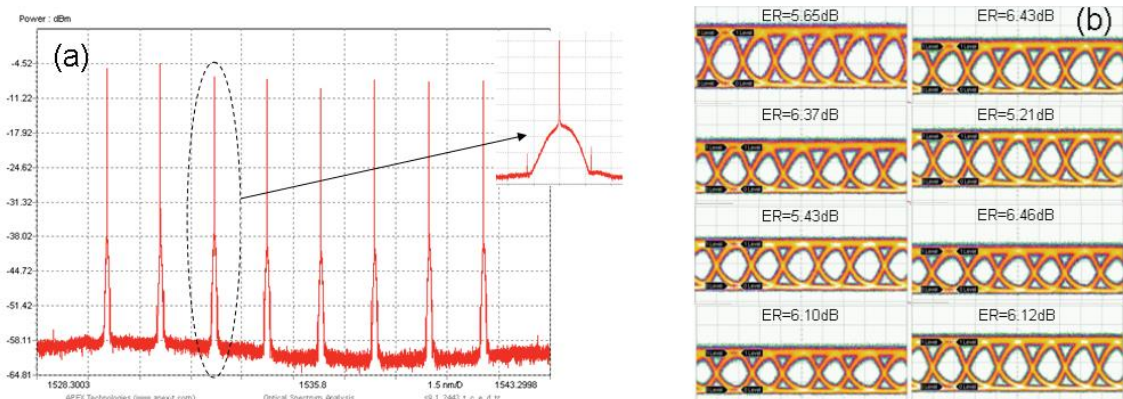 Power : dBm
(a)
-4.52
-11.22
-17.92
-24.62
-31.32
-38.02
-44.72
-51.42
-58.11
-64.81
1528.3003 1535.8 1.5 nm/D 1543.2998
APEX Technologies (www.apexit.com) Optical Spectrum Analysis
(b)
ER=5.65dB ER=6.43dB
ER=6.37dB ER=5.21dB
ER=5.43dB ER=6.46dB
ER=6.10dB ER=6.12dB